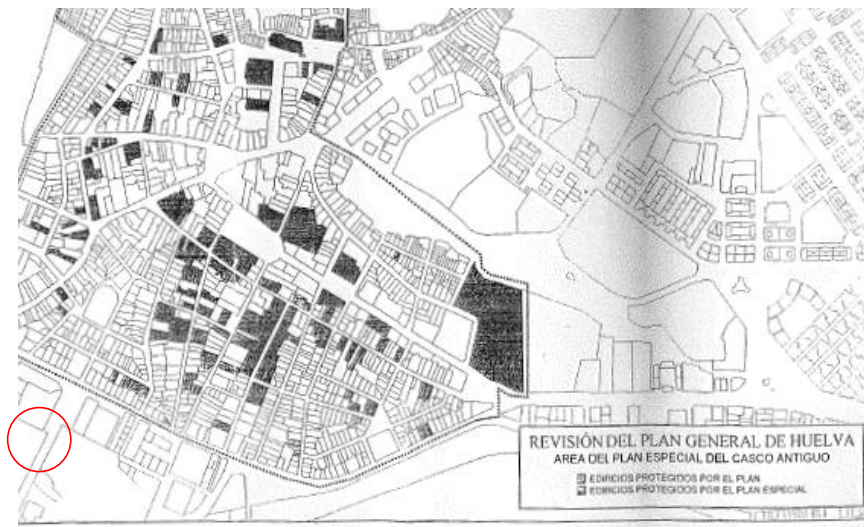 REVISIÓN DEL PLAN GENERAL DE HUELVA
AREA DEL PLAN ESPECIAL DEL CASCO ANTIGUO
EDIFICIOS PROTEGIDOS POR EL PLAN
EDIFICIOS PROTEGIDOS POR EL PLAN ESPECIAL